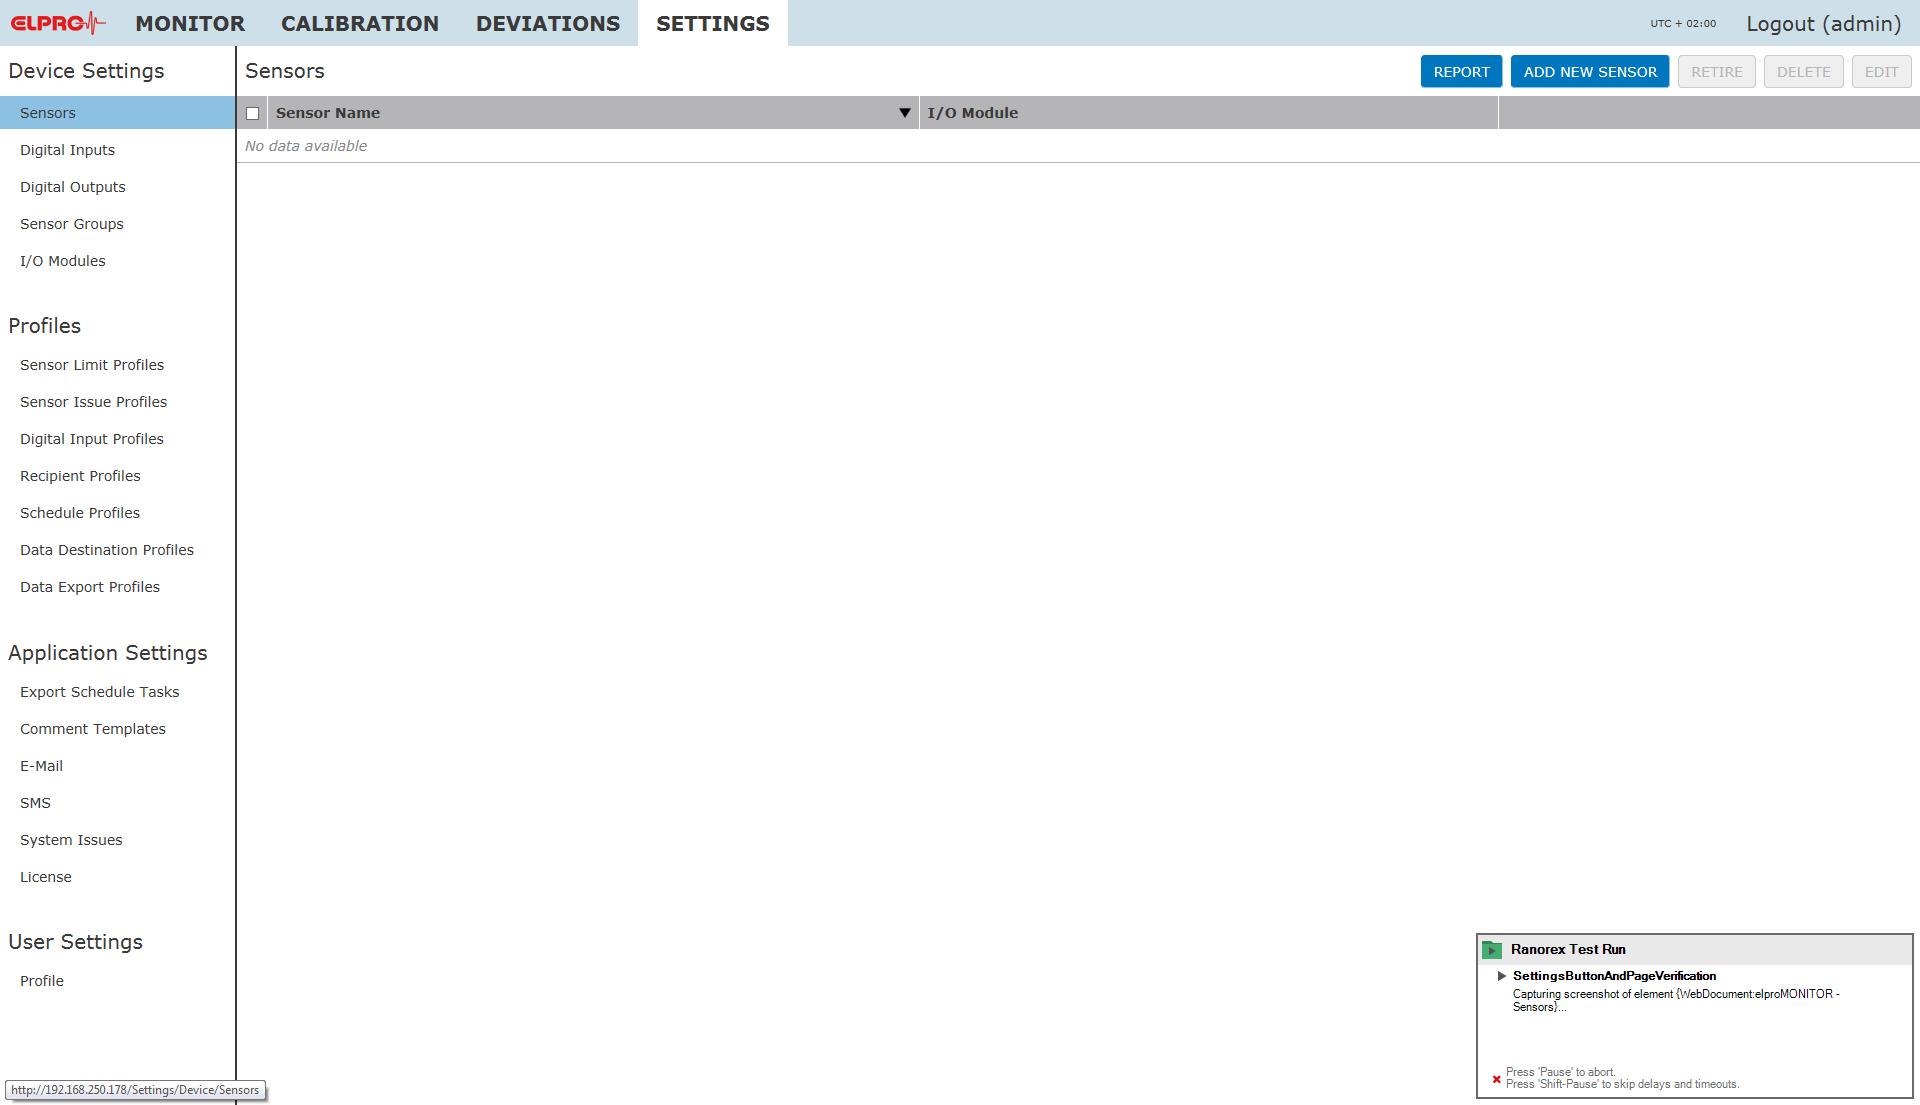 ELPRO MONITOR CALIBRATION DEVIATIONS SETTINGS UTC + 02:00 Logout (admin)
Device Settings
Sensors
Digital Inputs
Digital Outputs
Sensor Groups
I/O Modules
Profiles
Sensor Limit Profiles
Sensor Issue Profiles
Digital Input Profiles
Recipient Profiles
Schedule Profiles
Data Destination Profiles
Data Export Profiles
Application Settings
Export Schedule Tasks
Comment Templates
E-Mail
SMS
System Issues
License
User Settings
Profile
Sensors REPORT ADD NEW SENSOR RETIRE DELETE EDIT
Sensor Name I/O Module
No data available
Ranorex Test Run
SettingsButtonAndPageVerification
Capturing screenshot of element {WebDocument:elproMONITOR -
Sensors}...
Press 'Pause' to abort.
Press 'Shift-Pause' to skip delays and timeouts.
http://192.168.250.178/Settings/Device/Sensors